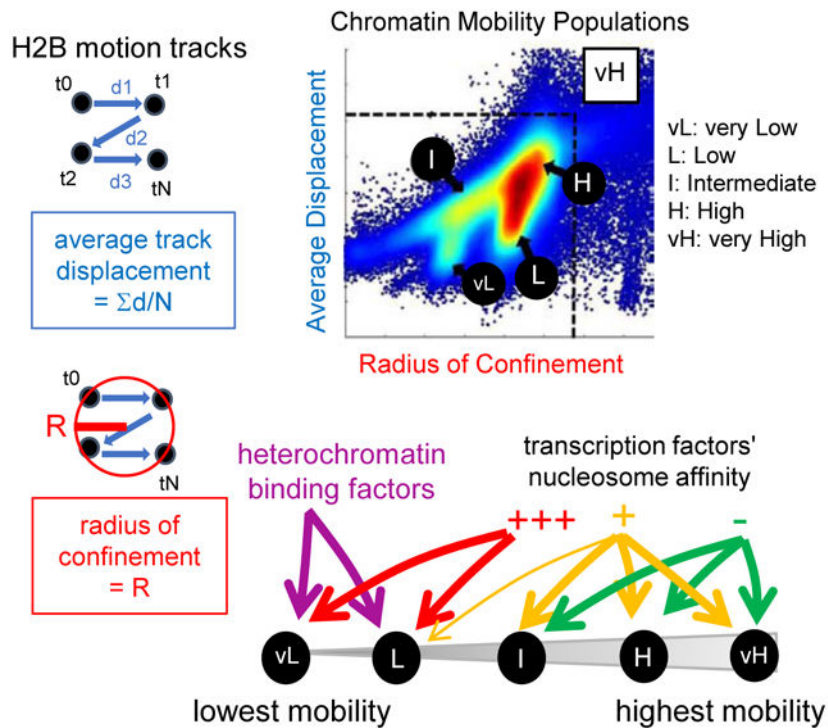 H2B motion tracks
t0
t1
d1
d2
t2
d3
tN
average track
displacement
= Σd/N
Chromatin Mobility Populations
Average Displacement
vH
I
H
vL
L
Radius of Confinement
vL: very Low
L: Low
I: Intermediate
H: High
vH: very High
t0
R
tN
radius of
confinement
= R
heterochromatin
binding factors
transcription factors'
nucleosome affinity
+++
+
-
vL
L
I
H
vH
lowest mobility
highest mobility